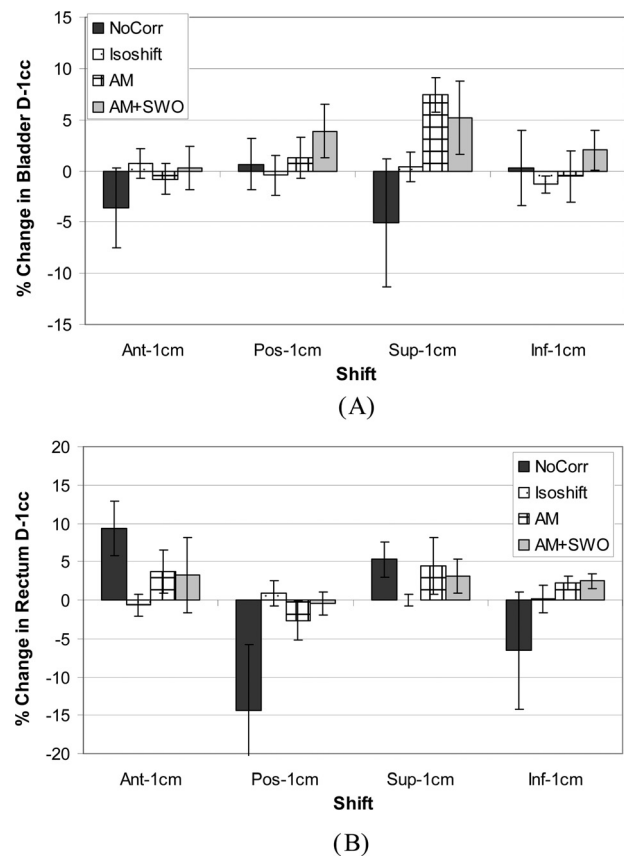 15
10
5
0
-5
-10
-15
% Change in Bladder D-1cc
NoCorr
Isoshift
AM
AM+SWO
Ant-1cm
Pos-1cm
Sup-1cm
Inf-1cm
Shift
(A)
20
15
10
5
0
-5
-10
-15
-20
% Change in Rectum D-1cc
NoCorr
Isoshift
AM
AM+SWO
Ant-1cm
Pos-1cm
Sup-1cm
Inf-1cm
Shift
(B)